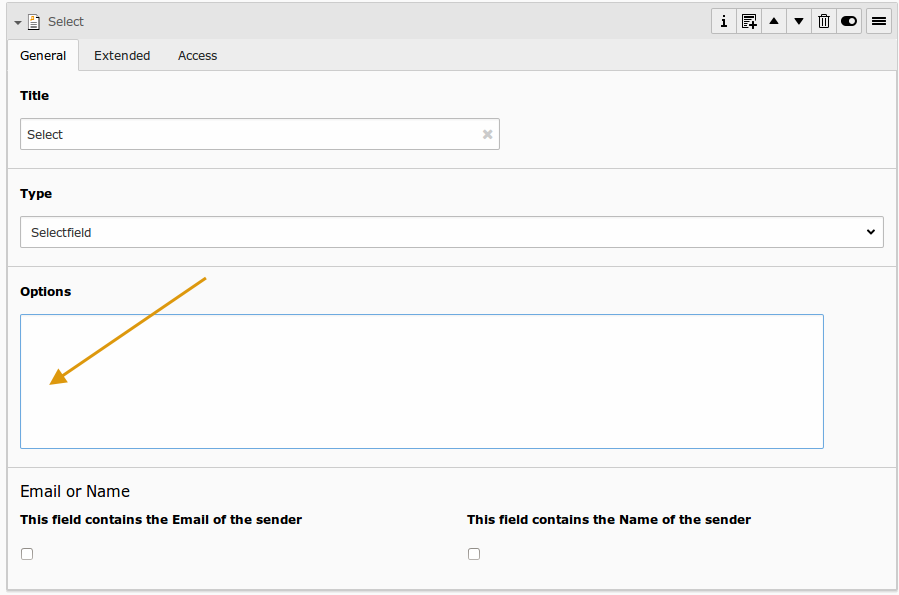 Select
General Extended Access
Title
Select
Type
Selectfield
Options
Email or Name
This field contains the Email of the sender
This field contains the Name of the sender